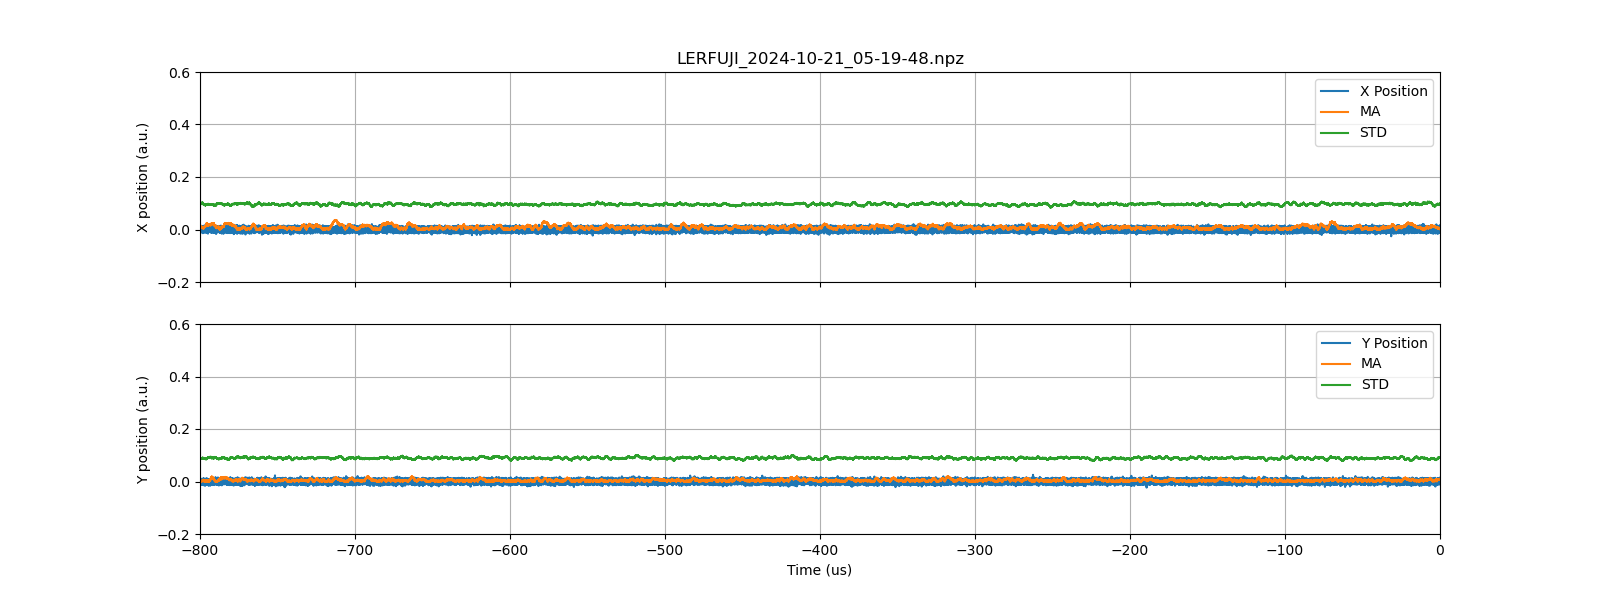 LERFUJI_2024-10-21_05-19-48.npz
X position (a.u.)
0.6
0.4
0.2
0.0
−0.2
X Position
MA
STD
Y position (a.u.)
0.6
0.4
0.2
0.0
−0.2
Y Position
MA
STD
−800 −700 −600 −500 −400 −300 −200 −100 0
Time (us)